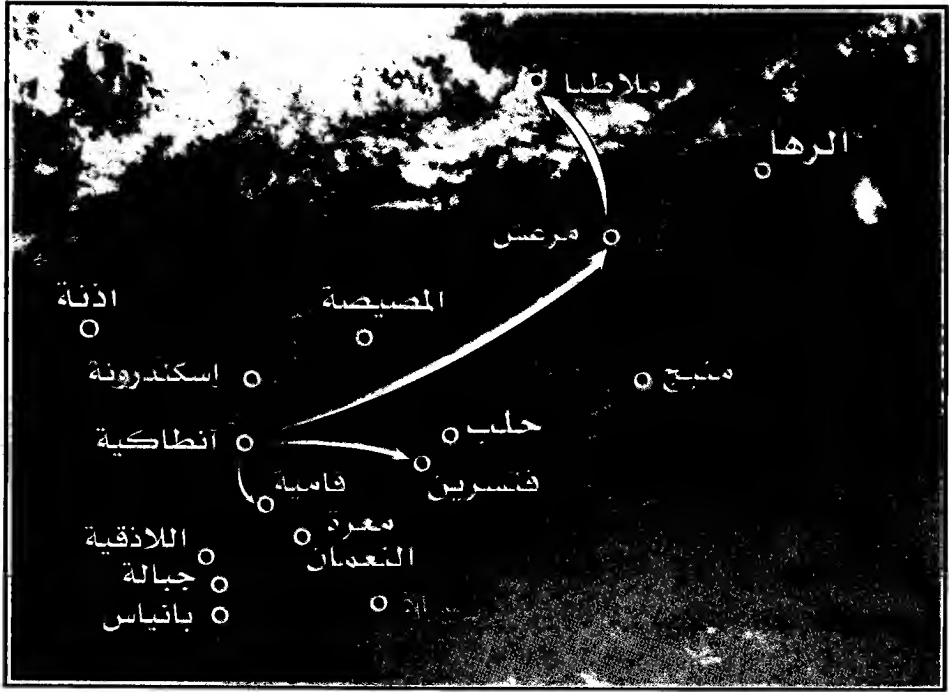 ملاطيا
الرها
مرعش
اذنة
المصيصة
إسكندرونة
منبج
حلب
أنطاكية
قنسرين
فامية
معرة
النعمان
اللاذقية
جبالة
بانياس